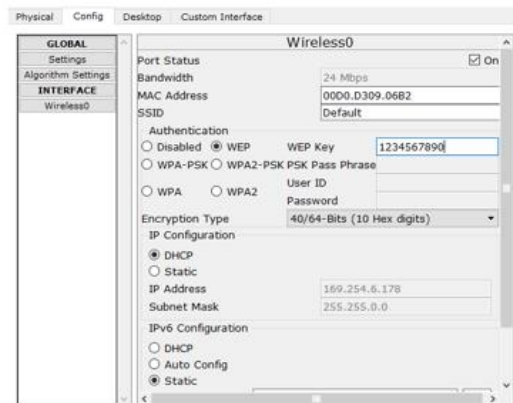 Physical Config Desktop Custom Interface
GLOBAL
Settings
Algorithm Settings
INTERFACE
Wireless0
Wireless0
Port Status On
Bandwidth 24 Mbps
MAC Address 00D0.D309.06B2
SSID Default
Authentication
Disabled WEP WEP Key 1234567890
WPA-PSK WPA2-PSK PSK Pass Phrase
WPA WPA2 User ID
Password
Encryption Type 40/64-Bits (10 Hex digits)
IP Configuration
DHCP
Static
IP Address 169.254.6.178
Subnet Mask 255.255.0.0
IPv6 Configuration
DHCP
Auto Config
Static